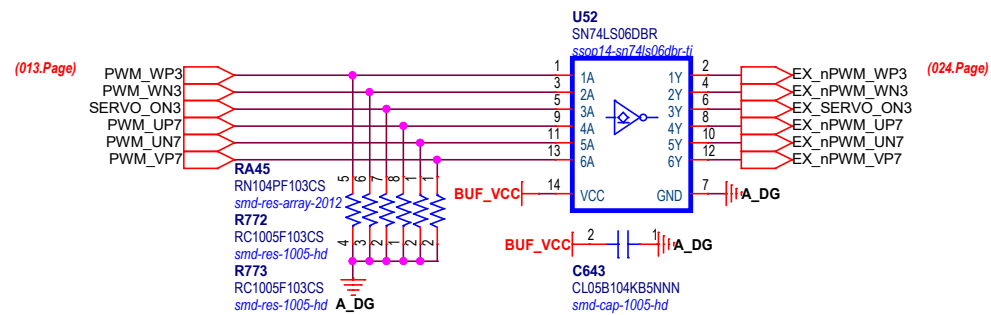 U52
SN74LS06DBR
ssop14-sn74ls06dbr-ti
(013.Page)
(024.Page)
PWM_WP3 1 1A 1Y 2 EX_nPWM_WP3
PWM_WN3 3 2A 2Y 4 EX_nPWM_WN3
SERVO_ON3 5 3A 3Y 6 EX_SERVO_ON3
PWM_UP7 9 4A 4Y 8 EX_nPWM_UP7
PWM_UN7 11 5A 5Y 10 EX_nPWM_UN7
PWM_VP7 13 6A 6Y 12 EX_nPWM_VP7
BUF_VCC 14 VCC GND 7 A_DG
RA45
RN104PF103CS
smd-res-array-2012
R772
RC1005F103CS
smd-res-1005-hd
R773
RC1005F103CS
smd-res-1005-hd
5 6 7 8 1 1
4 3 2 1 2 2
A_DG
BUF_VCC 2 1 A_DG
C643
CL05B104KB5NNN
smd-cap-1005-hd